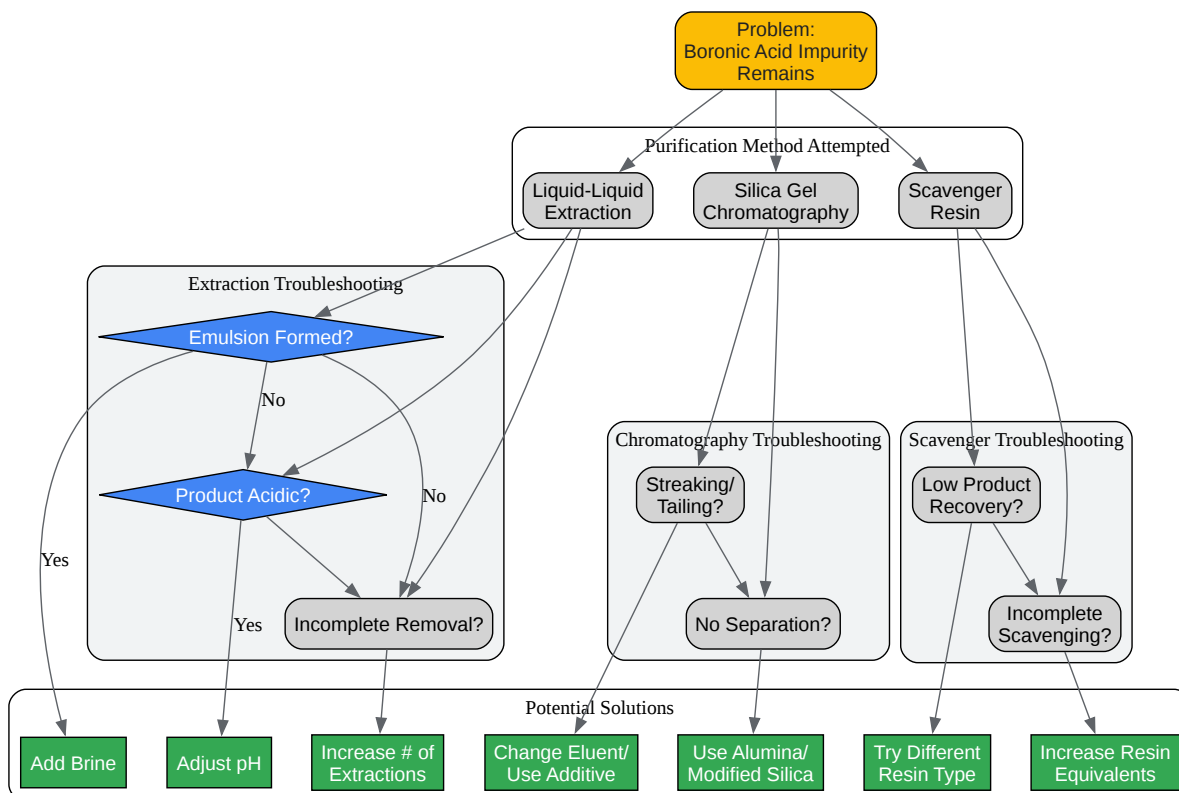 Problem:
Boronic Acid Impurity
Remains
Purification Method Attempted
Liquid-Liquid
Extraction
Silica Gel
Chromatography
Scavenger
Resin
Extraction Troubleshooting
Emulsion Formed?
No
No
Product Acidic?
Yes
Yes
Incomplete Removal?
Chromatography Troubleshooting
Streaking/
Tailing?
No Separation?
Scavenger Troubleshooting
Low Product
Recovery?
Incomplete
Scavenging?
Potential Solutions
Add Brine
Adjust pH
Increase # of
Extractions
Change Eluent/
Use Additive
Use Alumina/
Modified Silica
Try Different
Resin Type
Increase Resin
Equivalents